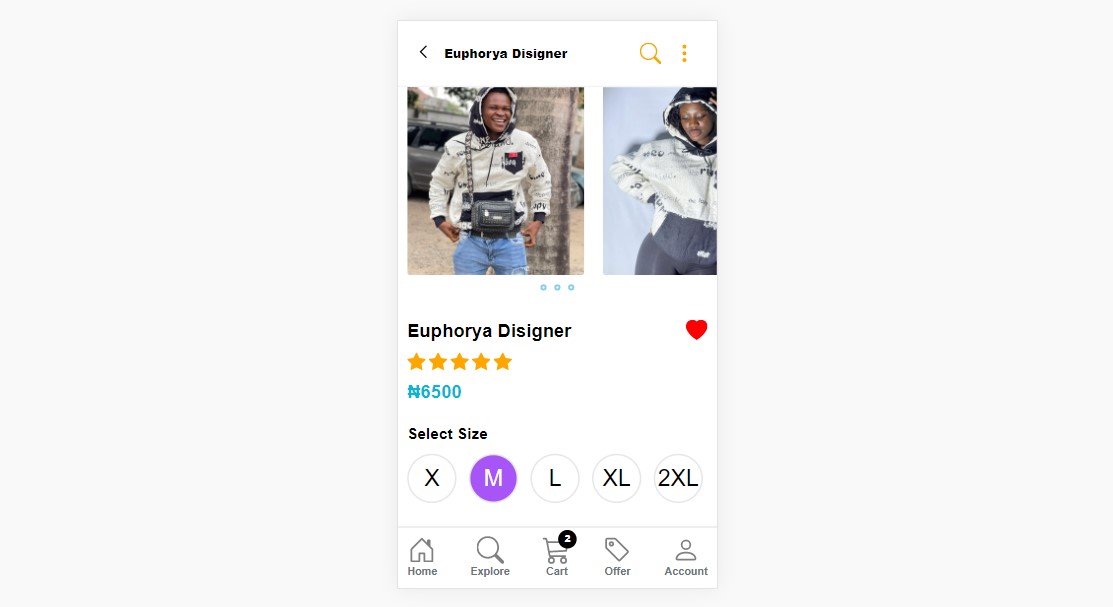 Euphorya Disigner
Euphorya Disigner
₦6500
Select Size
X M L XL 2XL
2
Home Explore Cart Offer Account